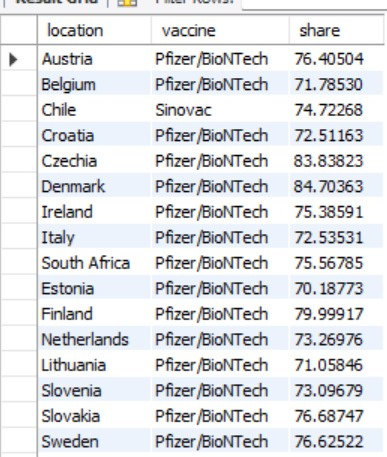 Result Grid Filter Rows:
location vaccine share
Austria Pfizer/BioNTech 76.40504
Belgium Pfizer/BioNTech 71.78530
Chile Sinovac 74.72268
Croatia Pfizer/BioNTech 72.51163
Czechia Pfizer/BioNTech 83.83823
Denmark Pfizer/BioNTech 84.70363
Ireland Pfizer/BioNTech 75.38591
Italy Pfizer/BioNTech 72.53531
South Africa Pfizer/BioNTech 75.56785
Estonia Pfizer/BioNTech 70.18773
Finland Pfizer/BioNTech 79.99917
Netherlands Pfizer/BioNTech 73.26976
Lithuania Pfizer/BioNTech 71.05846
Slovenia Pfizer/BioNTech 73.09679
Slovakia Pfizer/BioNTech 76.68747
Sweden Pfizer/BioNTech 76.62522